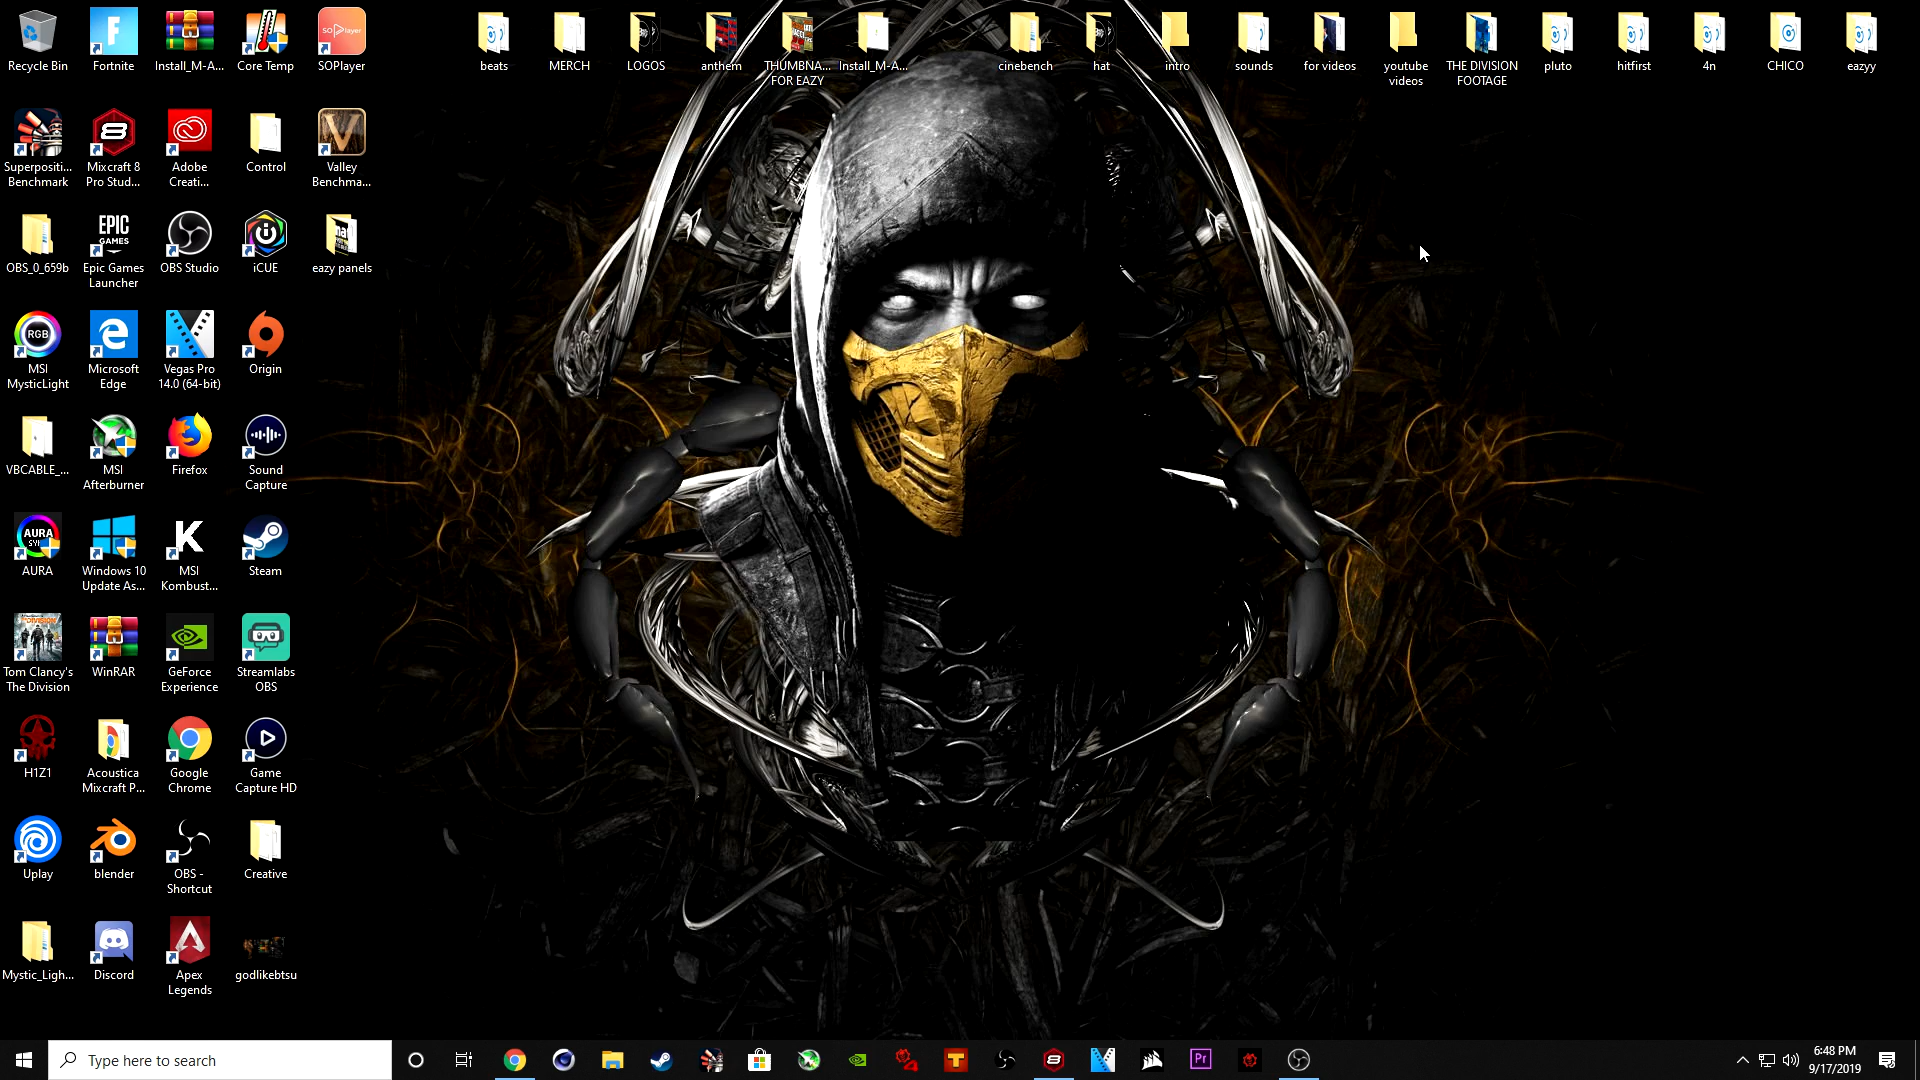 Recycle Bin
Fortnite
Install_M-A...
Core Temp
SOPlayer
beats
MERCH
LOGOS
anthem
THUMBNA...
FOR EAZY
Install_M-A...
cinebench
hat
intro
sounds
for videos
youtube
videos
THE DIVISION
FOOTAGE
pluto
hitfirst
4n
CHICO
eazyy
Superpositi...
Benchmark
Mixcraft 8
Pro Stud...
Adobe
Creati...
Control
Valley
Benchma...
OBS_0_659b
EPIC
GAMES
Epic Games
Launcher
OBS Studio
iCUE
eazy panels
RGB
MSI
MysticLight
Microsoft
Edge
Vegas Pro
14.0 (64-bit)
Origin
VBCABLE_...
MSI
Afterburner
Firefox
Sound
Capture
AURA
AURA
Windows 10
Update As...
MSI
Kombust...
Steam
Tom Clancy's
The Division
WinRAR
GeForce
Experience
Streamlabs
OBS
H1Z1
Acoustica
Mixcraft P...
Google
Chrome
Game
Capture HD
Uplay
blender
OBS -
Shortcut
Creative
Mystic_Ligh...
Discord
Apex
Legends
godlikebtsu
Type here to search
Pr
6:48 PM
9/17/2019